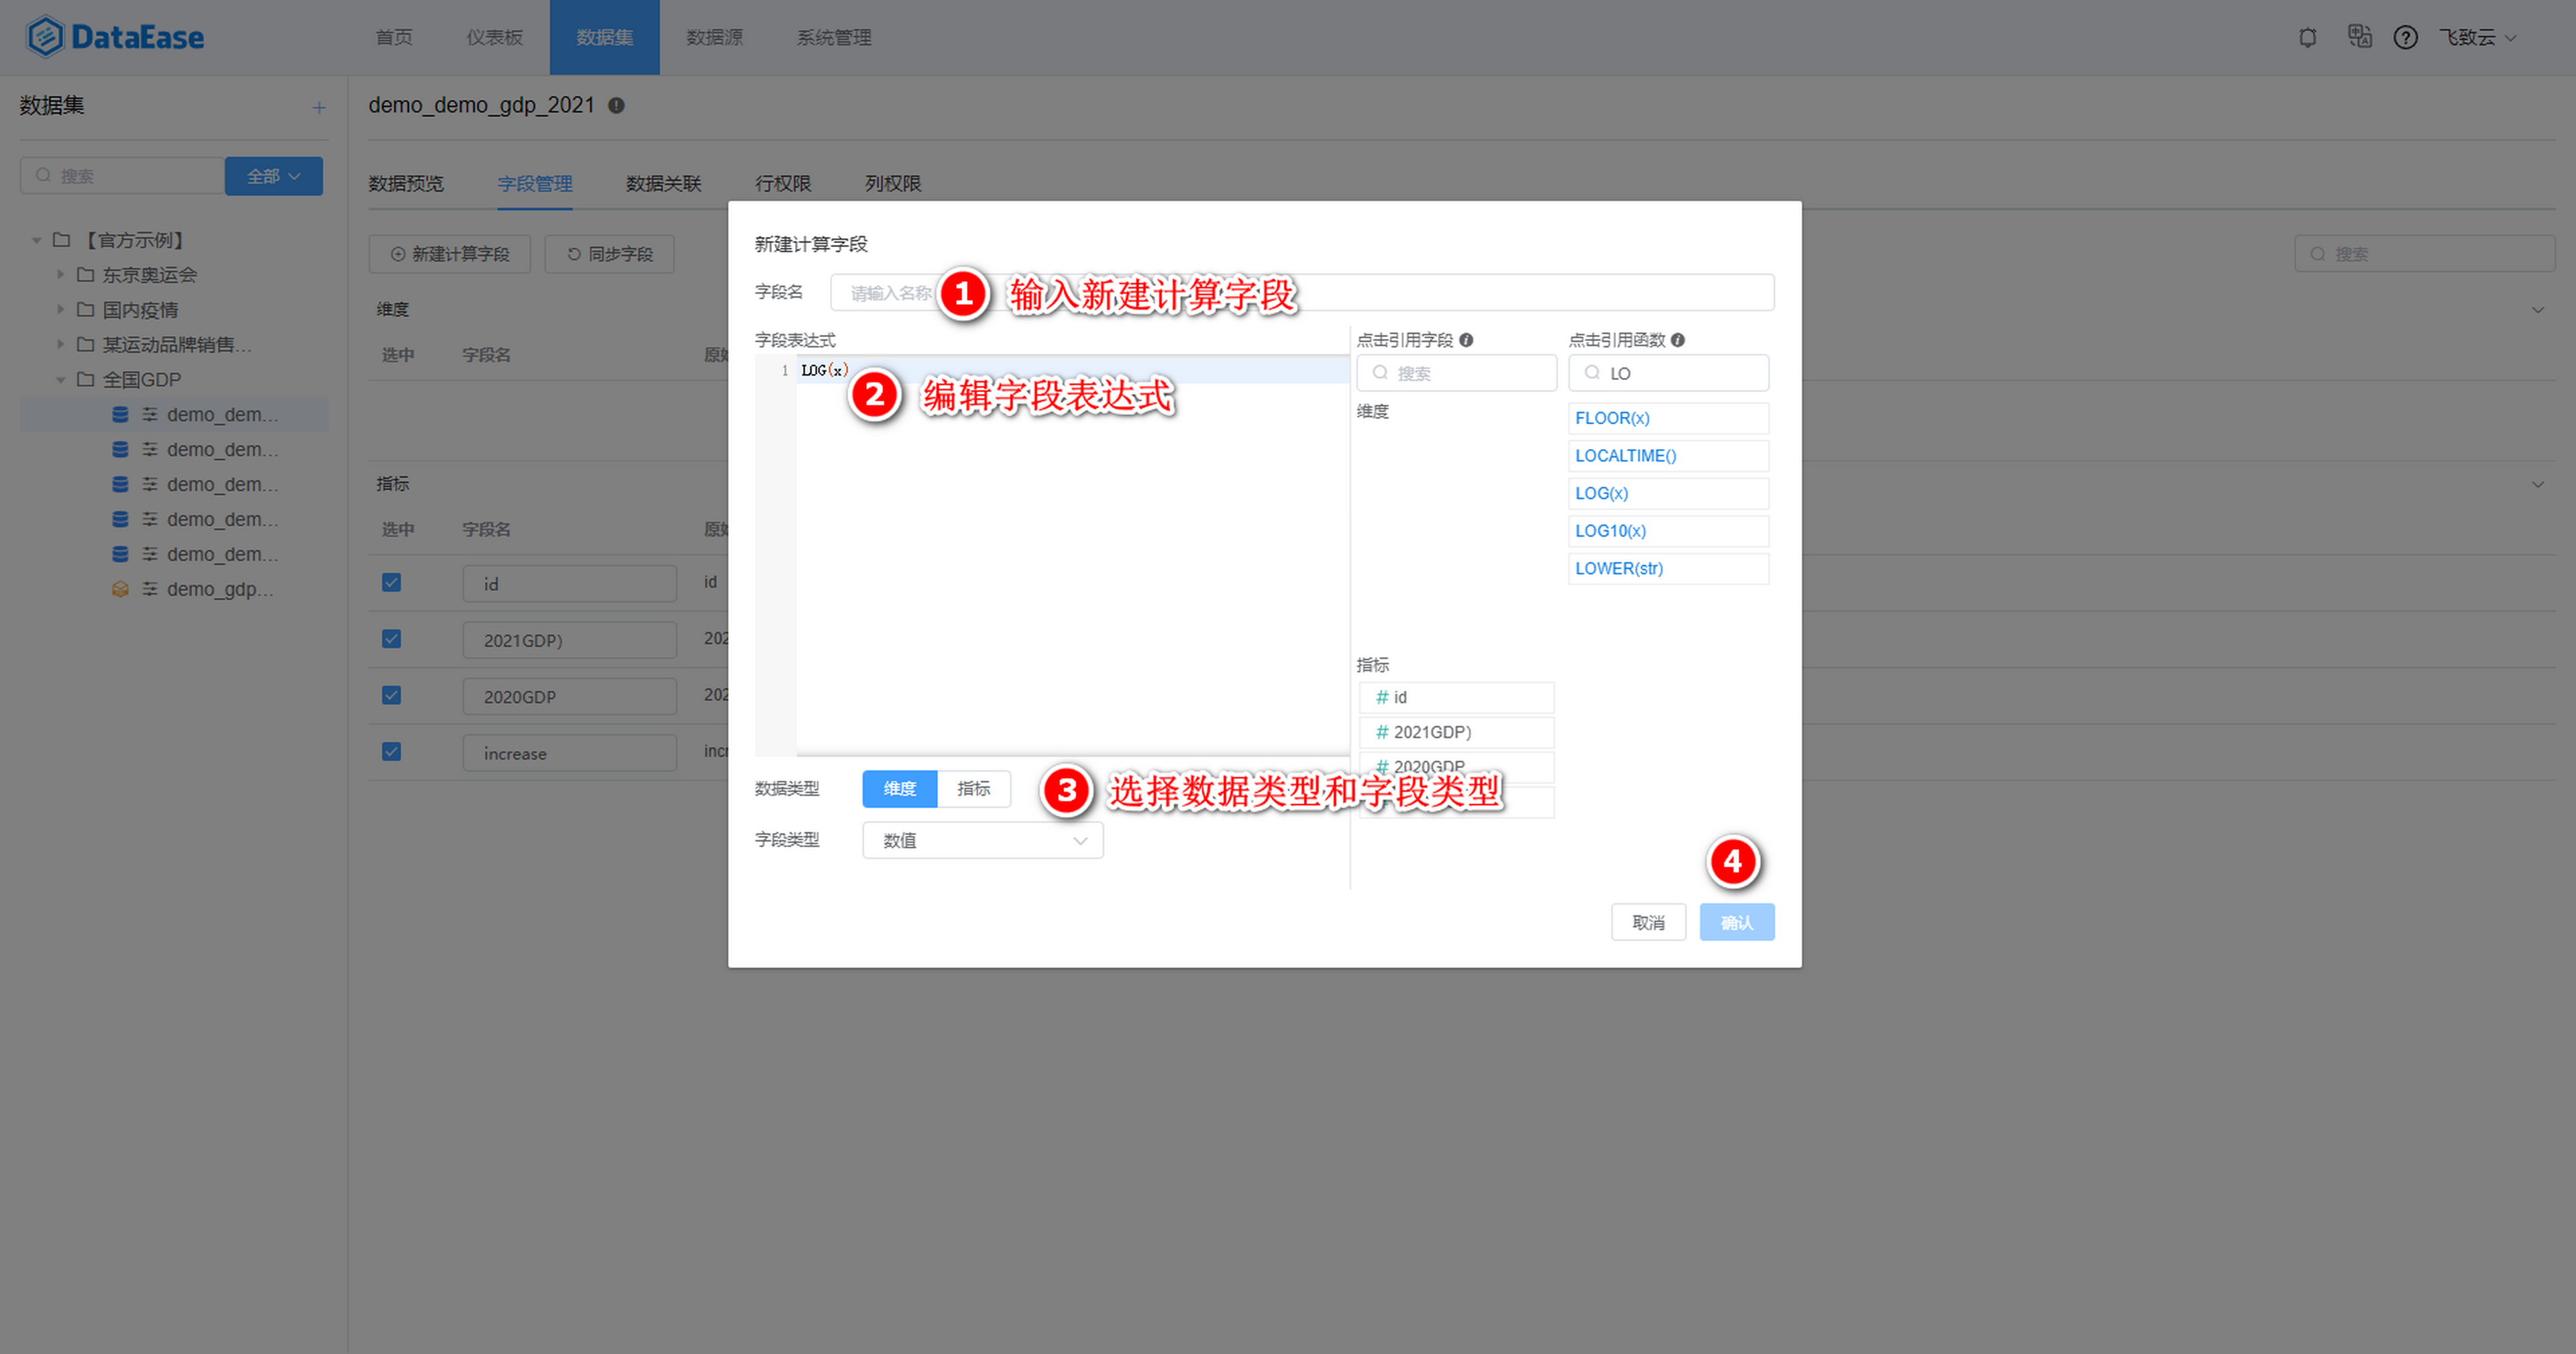 DataEase
首页
仪表板
数据集
数据源
系统管理
飞致云
数据集
搜索
全部
【官方示例】
东京奥运会
国内疫情
某运动品牌销售...
全国GDP
demo_dem...
demo_dem...
demo_dem...
demo_dem...
demo_dem...
demo_gdp...
demo_demo_gdp_2021
数据预览
字段管理
数据关联
行权限
列权限
新建计算字段
同步字段
搜索
维度
选中
字段名
指标
选中
字段名
id
id
2021GDP)
202
2020GDP
202
increase
incr
新建计算字段
字段名
请输入名称
1 输入新建计算字段
字段表达式
1 LOG(x)
2 编辑字段表达式
点击引用字段
搜索
维度
指标
# id
# 2021GDP)
# 2020GDP
点击引用函数
LO
FLOOR(x)
LOCALTIME()
LOG(x)
LOG10(x)
LOWER(str)
数据类型
维度
指标
3 选择数据类型和字段类型
字段类型
数值
4
取消
确认